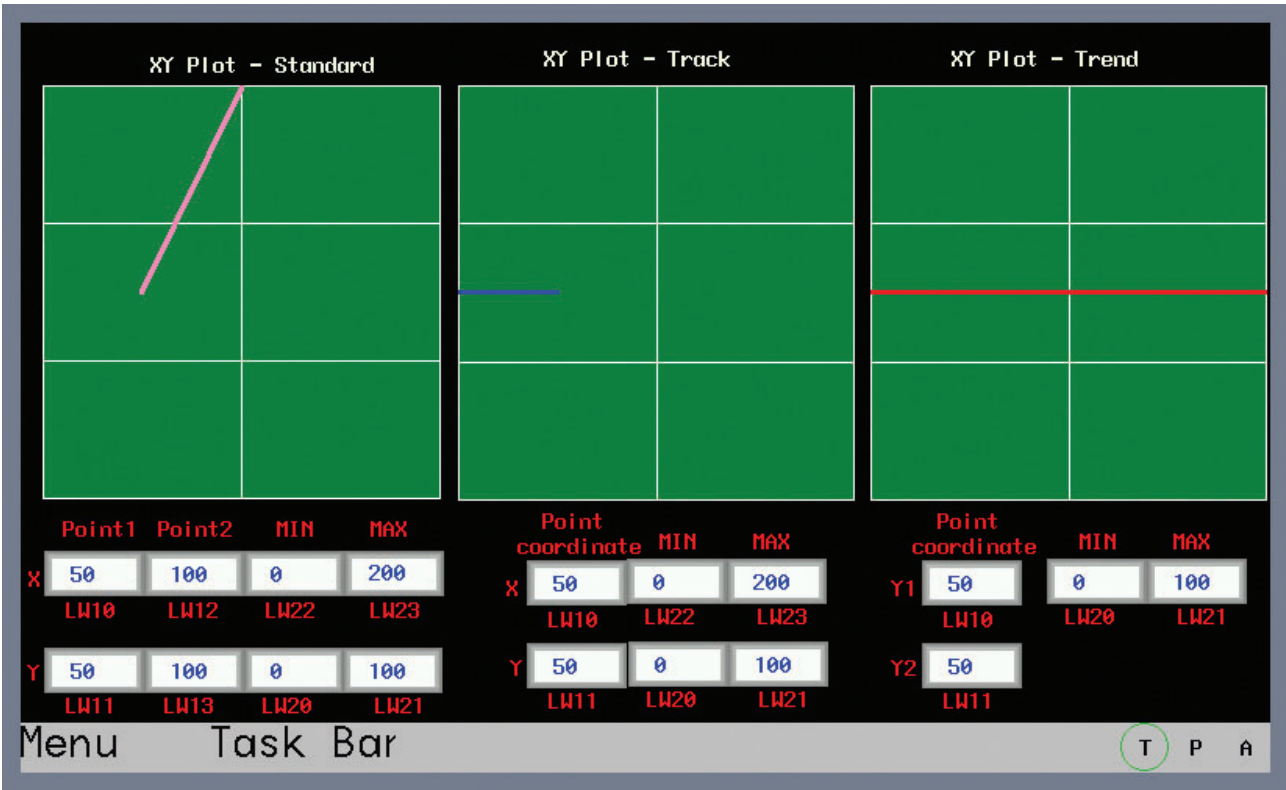 XY Plot - Standard
XY Plot - Track
XY Plot - Trend
Point1 Point2 MIN MAX
X 50 100 0 200
LW10 LW12 LW22 LW23
Y 50 100 0 100
LW11 LW13 LW20 LW21
Point
coordinate MIN MAX
X 50 0 200
LW10 LW22 LW23
Y 50 0 100
LW11 LW20 LW21
Point
coordinate MIN MAX
Y1 50 0 100
LW10 LW20 LW21
Y2 50
LW11
Menu Task Bar T P A